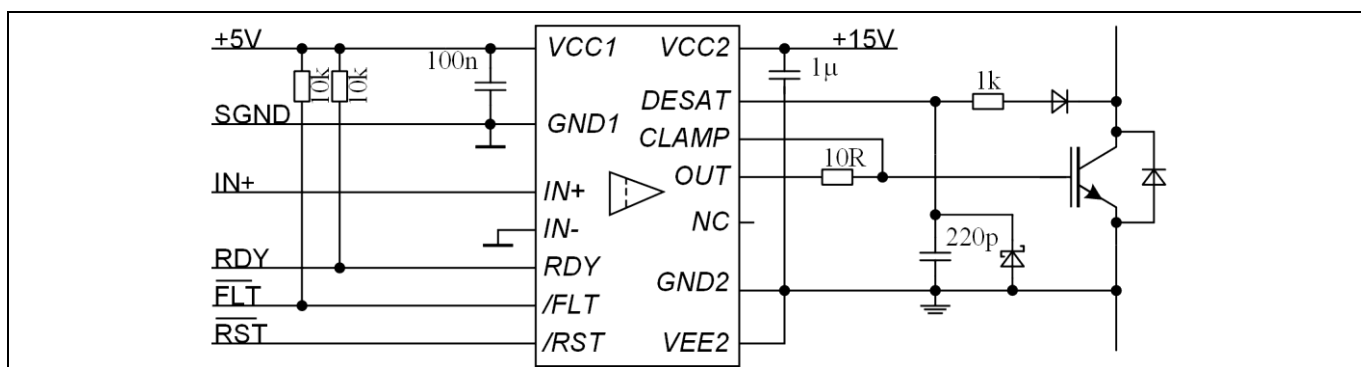 +5V
10k
10k
100n
SGND
IN+
RDY
FLT
RST
VCC1
GND1
IN+
IN-
RDY
/FLT
/RST
VCC2
DESAT
CLAMP
OUT
NC
GND2
VEE2
+15V
1µ
1k
10R
220p